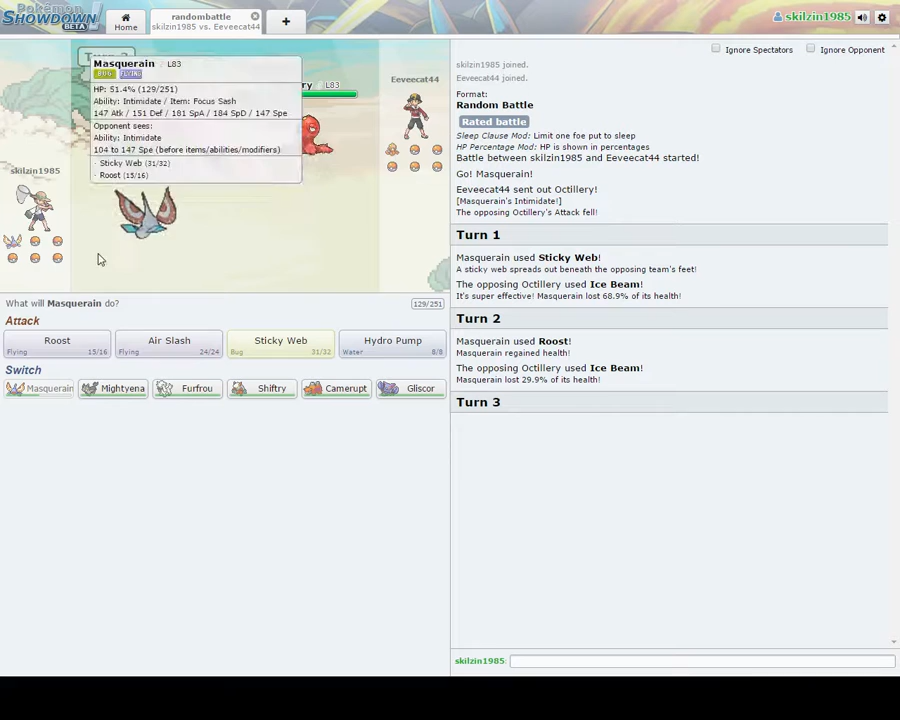 Pokémon
SHOWDOWN
BETA
Home
randombattle
skilzin1985 vs. Eeveecat44
+
skilzin1985
Masquerain L83
BUG FLYING
HP: 51.4% (129/251)
Ability: Intimidate / Item: Focus Sash
147 Atk / 151 Def / 181 SpA / 184 SpD / 147 Spe
Opponent sees:
Ability: Intimidate
104 to 147 Spe (before items/abilities/modifiers)
· Sticky Web (31/32)
· Roost (15/16)
ry L83
Eeveecat44
skilzin1985
What will Masquerain do?
129/251
Attack
Roost
Flying 15/16
Air Slash
Flying 24/24
Sticky Web
Bug 31/32
Hydro Pump
Water 8/8
Switch
Masquerain
Mightyena
Furfrou
Shiftry
Camerupt
Gliscor
Ignore Spectators
Ignore Opponent
skilzin1985 joined.
Eeveecat44 joined.
Format:
Random Battle
Rated battle
Sleep Clause Mod: Limit one foe put to sleep
HP Percentage Mod: HP is shown in percentages
Battle between skilzin1985 and Eeveecat44 started!
Go! Masquerain!
Eeveecat44 sent out Octillery!
[Masquerain's Intimidate!]
The opposing Octillery's Attack fell!
Turn 1
Masquerain used Sticky Web!
A sticky web spreads out beneath the opposing team's feet!
The opposing Octillery used Ice Beam!
It's super effective! Masquerain lost 68.9% of its health!
Turn 2
Masquerain used Roost!
Masquerain regained health!
The opposing Octillery used Ice Beam!
Masquerain lost 29.9% of its health!
Turn 3
skilzin1985: